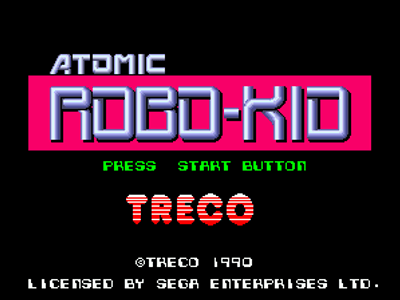 ATOMIC
ROBO-KID
PRESS START BUTTON
TRECO
©TRECO 1990
LICENSED BY SEGA ENTERPRISES LTD.